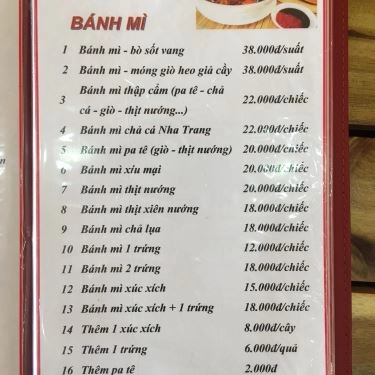 BÁNH MÌ
1 Bánh mì - bò sốt vang 38.000đ/suất
2 Bánh mì - móng giò heo giả cầy 38.000đ/suất
3 Bánh mì thập cẩm (pa tê - chả cá - giò - thịt nướng...) 22.000đ/chiếc
4 Bánh mì chả cá Nha Trang 22.000đ/chiếc
5 Bánh mì pa tê (giò - thịt nướng) 20.000đ/chiếc
6 Bánh mì xíu mại 20.000đ/chiếc
7 Bánh mì thịt nướng 20.000đ/chiếc
8 Bánh mì thịt xiên nướng 18.000đ/chiếc
9 Bánh mì chả lụa 18.000đ/chiếc
10 Bánh mì 1 trứng 12.000đ/chiếc
11 Bánh mì 2 trứng 18.000đ/chiếc
12 Bánh mì xúc xích 15.000đ/chiếc
13 Bánh mì xúc xích + 1 trứng 18.000đ/chiếc
14 Thêm 1 xúc xích 8.000đ/cây
15 Thêm 1 trứng 6.000đ/quả
16 Thêm pa tê 2.000đ